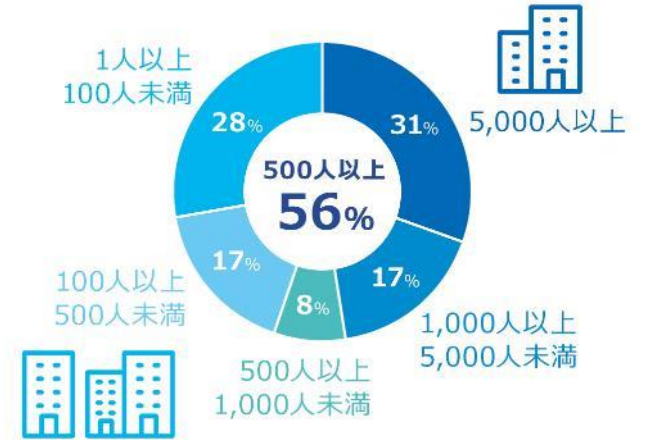 1人以上
100人未満
28%
31%
5,000人以上
500人以上
56%
17%
100人以上
500人未満
8%
17%
1,000人以上
5,000人未満
500人以上
1,000人未満